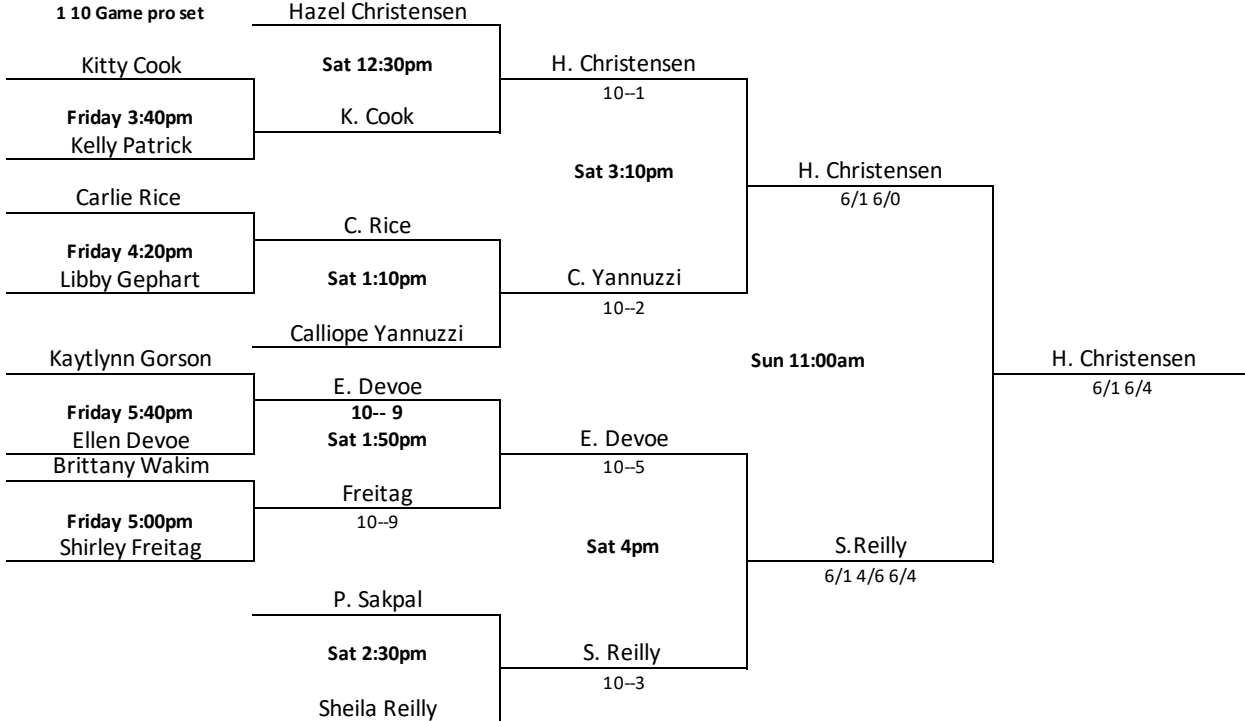 1 10 Game pro set
Hazel Christensen
Kitty Cook
Sat 12:30pm
H. Christensen
10--1
Friday 3:40pm
K. Cook
Kelly Patrick
Sat 3:10pm
H. Christensen
6/1 6/0
Carlie Rice
C. Rice
Friday 4:20pm
Libby Gephart
Sat 1:10pm
C. Yannuzzi
10--2
Calliope Yannuzzi
Kaytlynn Gorson
Sun 11:00am
H. Christensen
6/1 6/4
E. Devoe
Friday 5:40pm
10-- 9
Ellen Devoe
Sat 1:50pm
E. Devoe
10--5
Brittany Wakim
Freitag
10--9
Friday 5:00pm
Shirley Freitag
Sat 4pm
S.Reilly
6/1 4/6 6/4
P. Sakpal
Sat 2:30pm
S. Reilly
10--3
Sheila Reilly